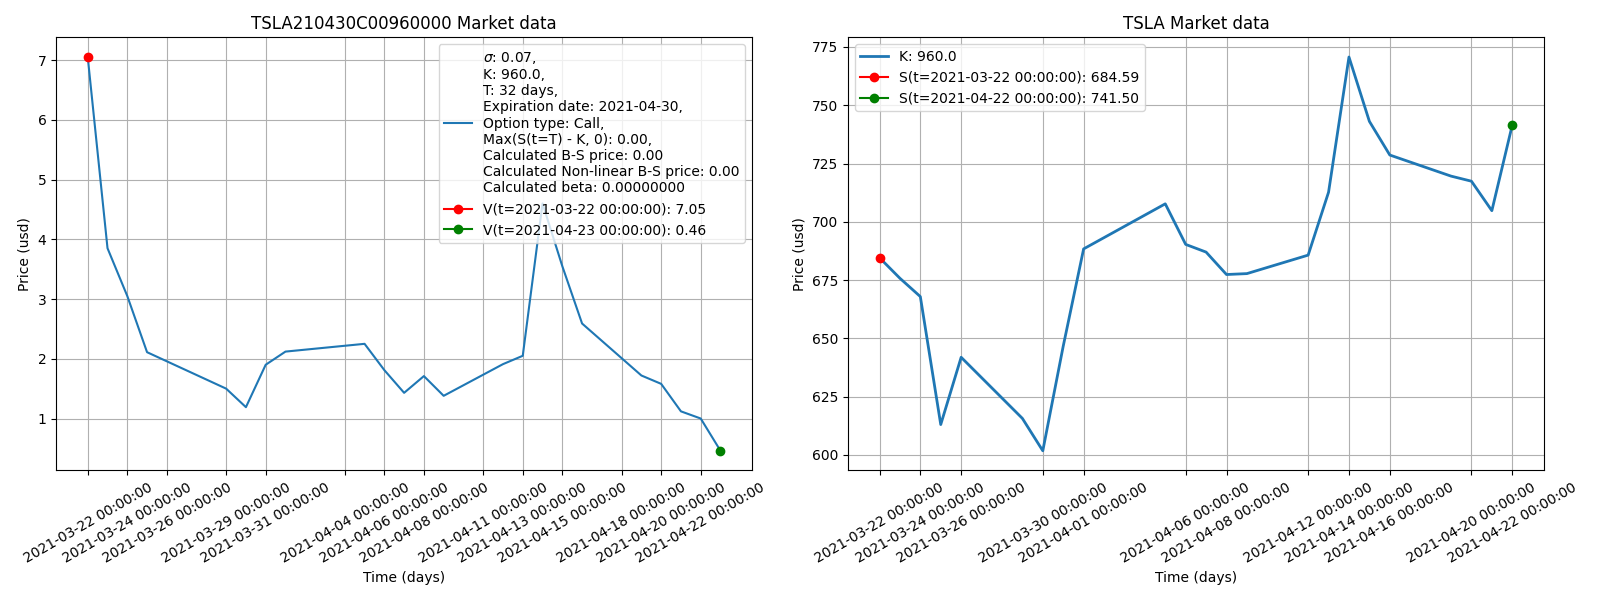 TSLA210430C00960000 Market data
7
6
5
4
3
2
1
Price (usd)
σ: 0.07,
K: 960.0,
T: 32 days,
Expiration date: 2021-04-30,
Option type: Call,
Max(S(t=T) - K, 0): 0.00,
Calculated B-S price: 0.00
Calculated Non-linear B-S price: 0.00
Calculated beta: 0.00000000
V(t=2021-03-22 00:00:00): 7.05
V(t=2021-04-23 00:00:00): 0.46
2021-03-22 00:00:00
2021-03-24 00:00:00
2021-03-26 00:00:00
2021-03-29 00:00:00
2021-03-31 00:00:00
2021-04-04 00:00:00
2021-04-06 00:00:00
2021-04-08 00:00:00
2021-04-11 00:00:00
2021-04-13 00:00:00
2021-04-15 00:00:00
2021-04-18 00:00:00
2021-04-20 00:00:00
2021-04-22 00:00:00
Time (days)
TSLA Market data
775
750
725
700
675
650
625
600
Price (usd)
K: 960.0
S(t=2021-03-22 00:00:00): 684.59
S(t=2021-04-22 00:00:00): 741.50
2021-03-22 00:00:00
2021-03-24 00:00:00
2021-03-26 00:00:00
2021-03-30 00:00:00
2021-04-01 00:00:00
2021-04-06 00:00:00
2021-04-08 00:00:00
2021-04-12 00:00:00
2021-04-14 00:00:00
2021-04-16 00:00:00
2021-04-20 00:00:00
2021-04-22 00:00:00
Time (days)